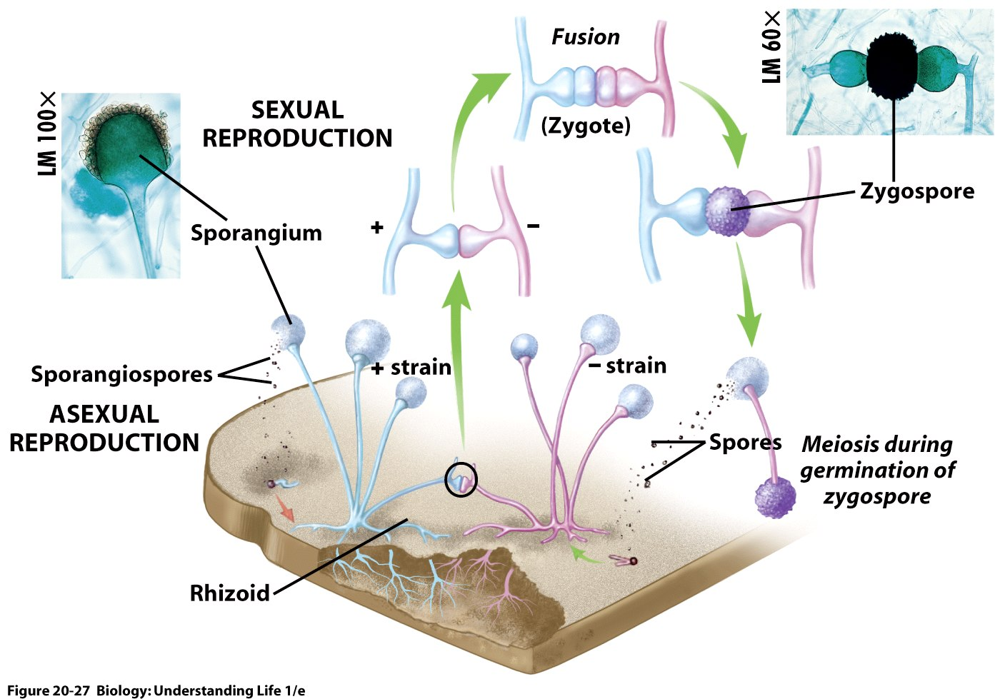 Fusion
LM 60×
LM 100×
SEXUAL
REPRODUCTION
(Zygote)
Zygospore
Sporangium
+
−
Sporangiospores
+ strain
− strain
ASEXUAL
REPRODUCTION
Spores
Meiosis during
germination of
zygospore
Rhizoid
Figure 20-27 Biology: Understanding Life 1/e